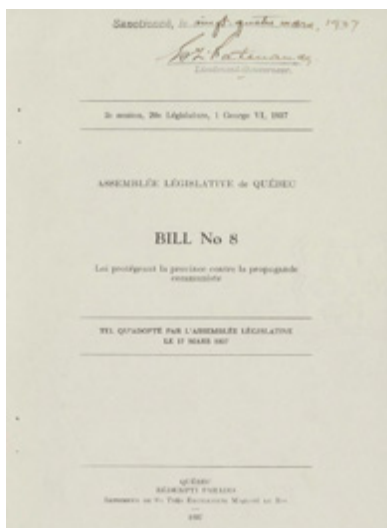 Sanctionné, le vingt quatre mars, 1937
Lieutenant-Gouverneur
2e session, 20e Législature, 1 George VI, 1937
ASSEMBLÉE LÉGISLATIVE de QUÉBEC
BILL No 8
Loi protégeant la province contre la propagande
communiste
TEL QU'ADOPTÉ PAR L'ASSEMBLÉE LÉGISLATIVE
LE 17 MARS 1937
QUÉBEC
RÉDEMPTI PARADIS
Imprimeur de Sa Très Excellente Majesté le Roi
1937